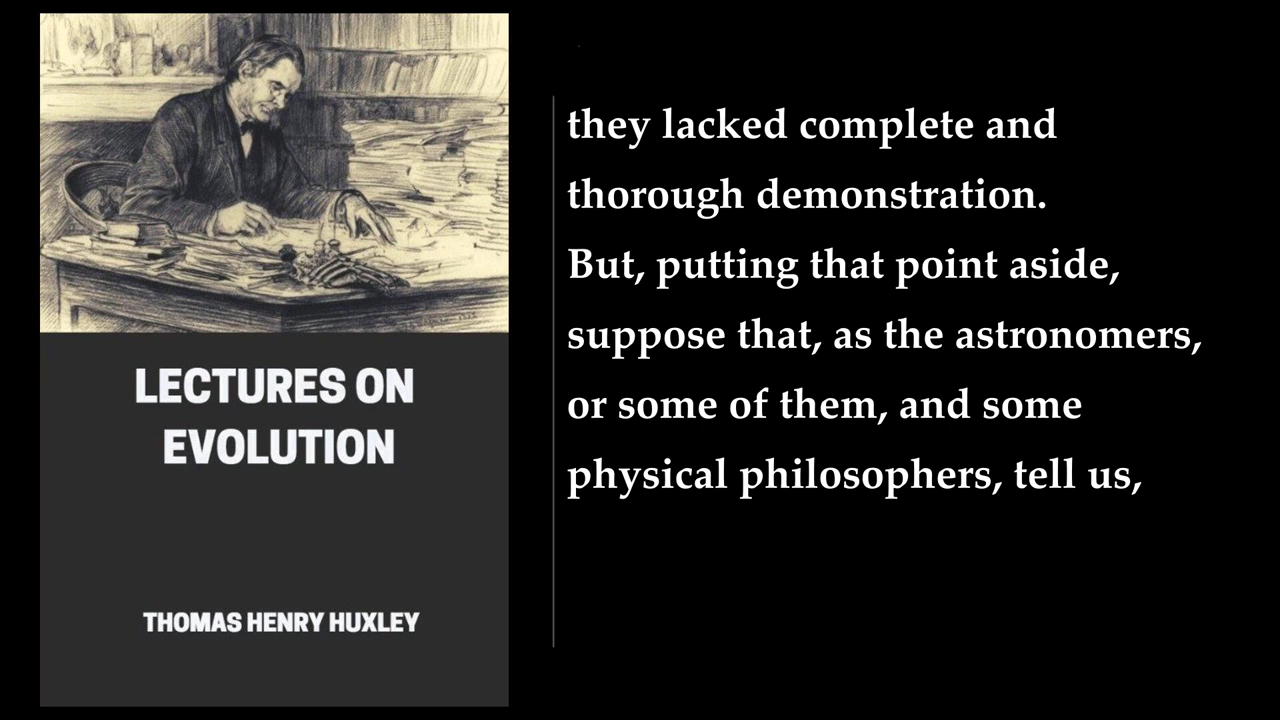 LECTURES ON
EVOLUTION
THOMAS HENRY HUXLEY
they lacked complete and
thorough demonstration.
But, putting that point aside,
suppose that, as the astronomers,
or some of them, and some
physical philosophers, tell us,